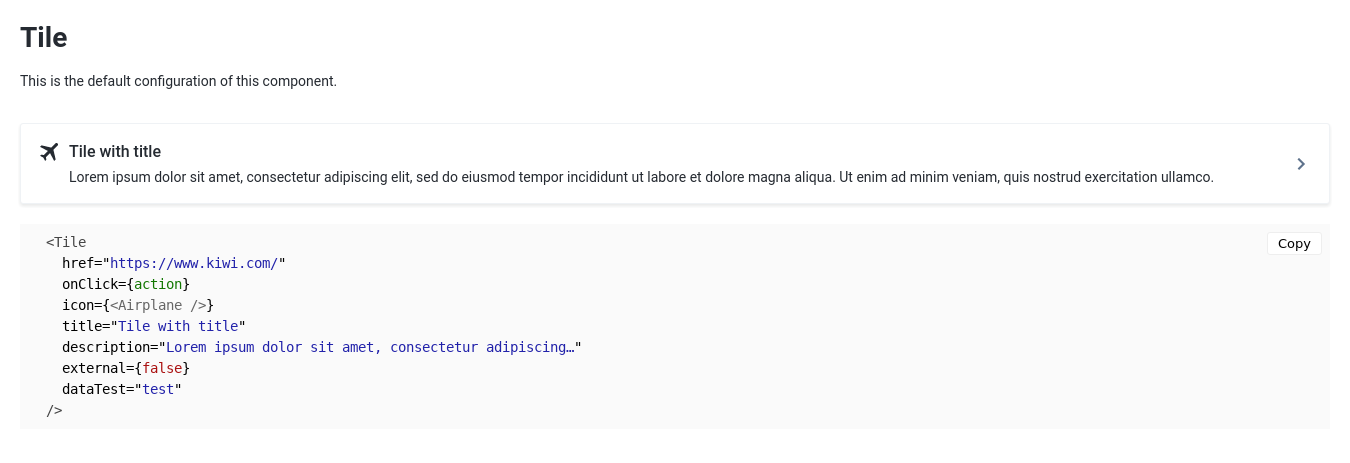 Tile
This is the default configuration of this component.
Tile with title
Lorem ipsum dolor sit amet, consectetur adipiscing elit, sed do eiusmod tempor incididunt ut labore et dolore magna aliqua. Ut enim ad minim veniam, quis nostrud exercitation ullamco.
Copy
<Tile
  href="https://www.kiwi.com/"
  onClick={action}
  icon={<Airplane />}
  title="Tile with title"
  description="Lorem ipsum dolor sit amet, consectetur adipiscing…"
  external={false}
  dataTest="test"
/>